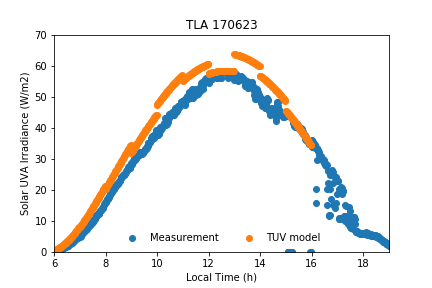 TLA 170623
Solar UVA Irradiance (W/m2)
70
60
50
40
30
20
10
0
Measurement
TUV model
6 8 10 12 14 16 18
Local Time (h)